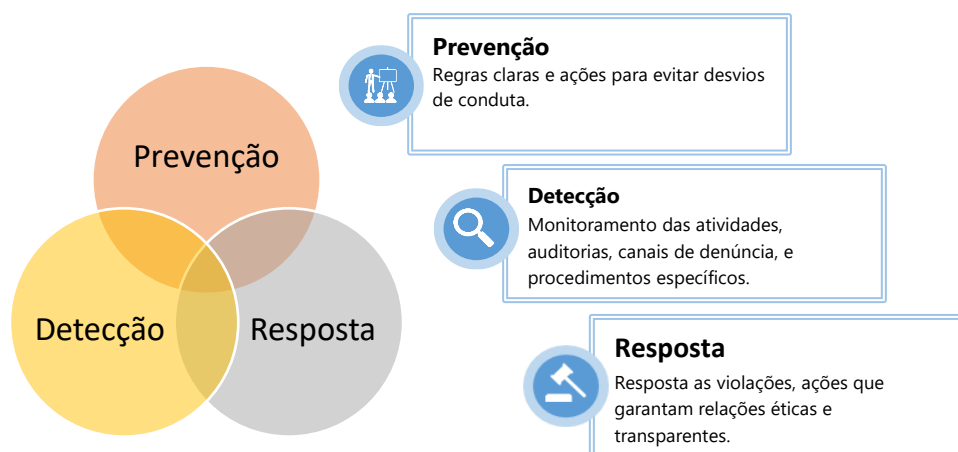 Prevenção
Detecção
Resposta
Prevenção
Regras claras e ações para evitar desvios
de conduta.
Detecção
Monitoramento das atividades,
auditorias, canais de denúncia, e
procedimentos específicos.
Resposta
Resposta as violações, ações que
garantam relações éticas e
transparentes.